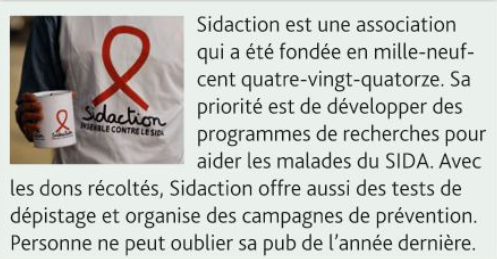 Sidaction est une association
qui a été fondée en mille-neuf-
cent quatre-vingt-quatorze. Sa
priorité est de développer des
programmes de recherches pour
aider les malades du SIDA. Avec
les dons récoltés, Sidaction offre aussi des tests de
dépistage et organise des campagnes de prévention.
Personne ne peut oublier sa pub de l'année dernière.
Sidaction
ENSEMBLE CONTRE LE SIDA